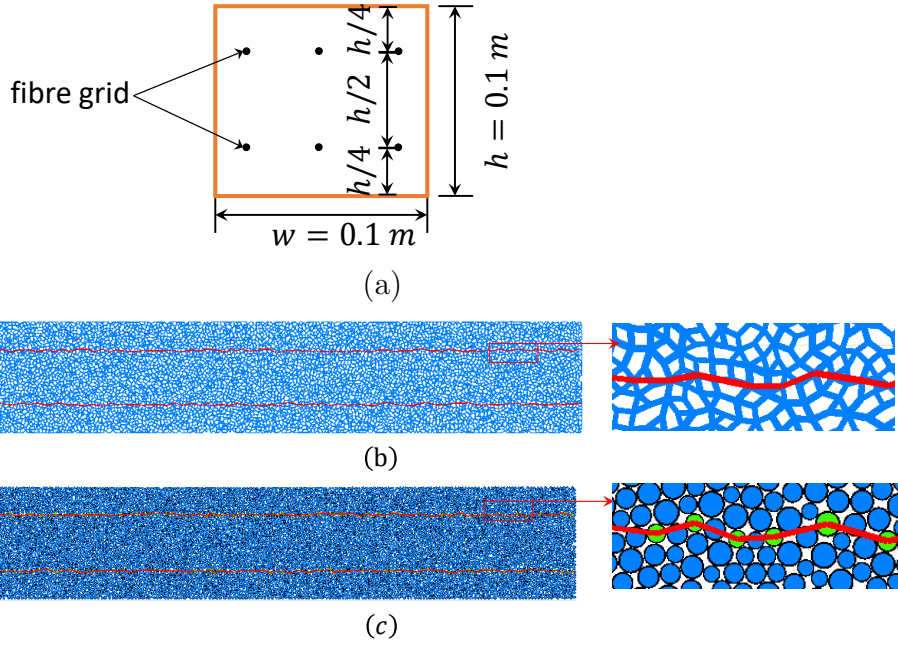 h/4
fibre grid
h/2
h/4
h = 0.1 m
w = 0.1 m
(a)
(b)
(c)